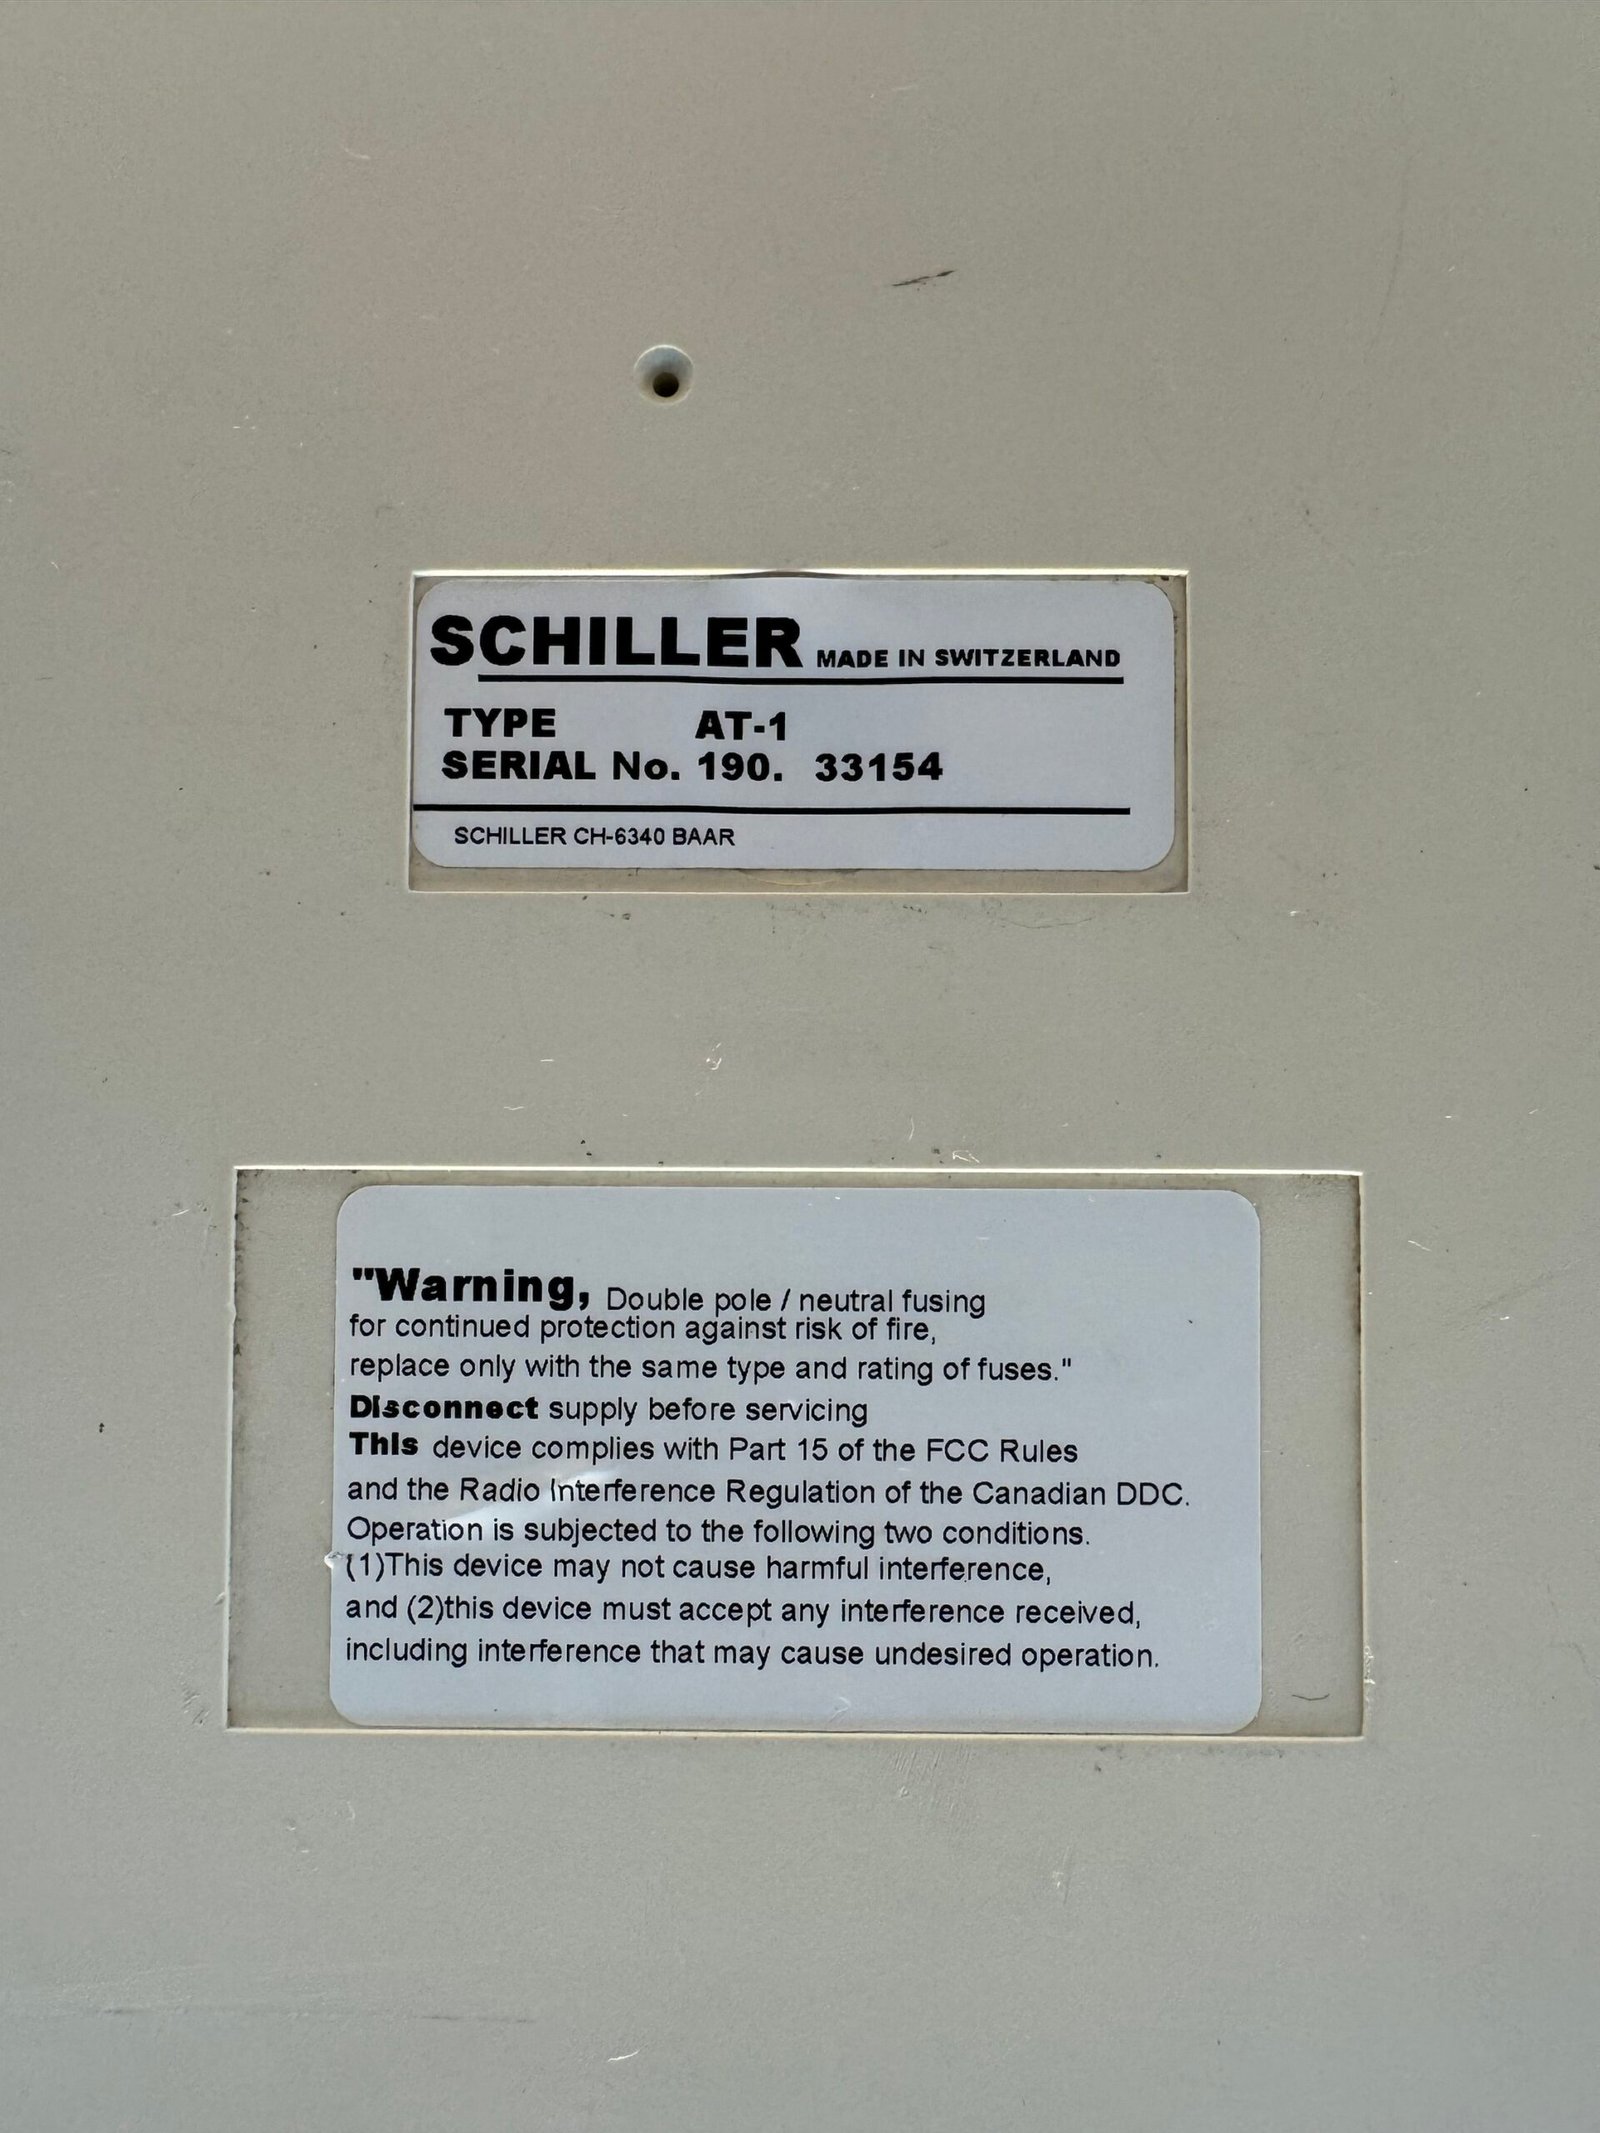 SCHILLER MADE IN SWITZERLAND
TYPE AT-1
SERIAL No. 190. 33154
SCHILLER CH-6340 BAAR
"Warning, Double pole / neutral fusing
for continued protection against risk of fire,
replace only with the same type and rating of fuses."
Disconnect supply before servicing
This device complies with Part 15 of the FCC Rules
and the Radio Interference Regulation of the Canadian DDC.
Operation is subjected to the following two conditions.
(1)This device may not cause harmful interference,
and (2)this device must accept any interference received,
including interference that may cause undesired operation.